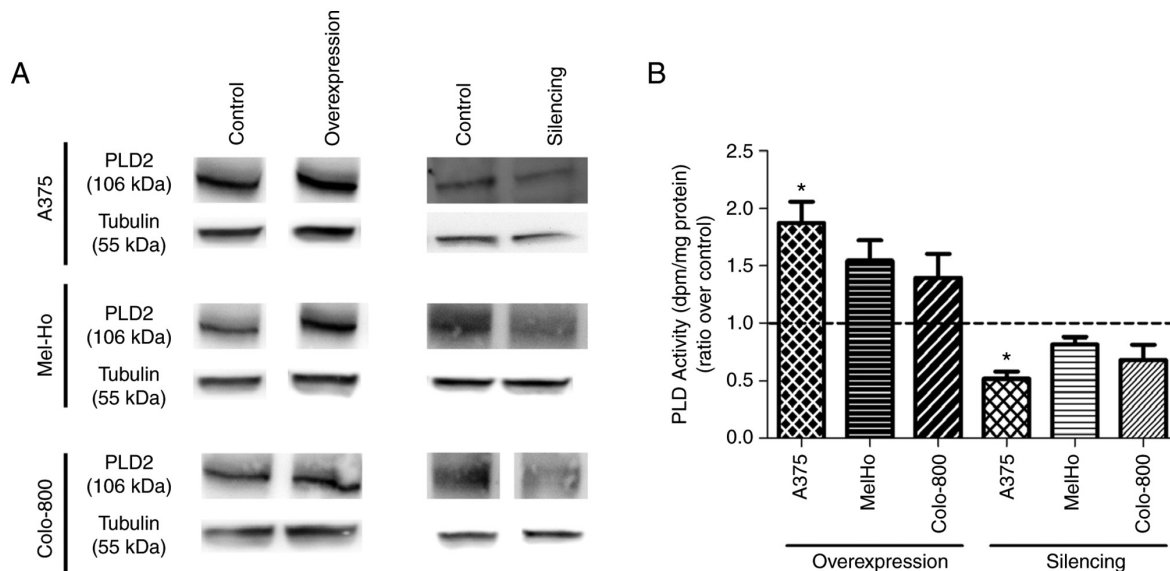 A
Control
Overexpression
Control
Silencing
A375
PLD2
(106 kDa)
Tubulin
(55 kDa)
Mel-Ho
PLD2
(106 kDa)
Tubulin
(55 kDa)
Colo-800
PLD2
(106 kDa)
Tubulin
(55 kDa)
B
PLD Activity (dpm/mg protein)
(ratio over control)
2.5
2.0
1.5
1.0
0.5
0.0
*
*
A375
MelHo
Colo-800
A375
MelHo
Colo-800
Overexpression
Silencing